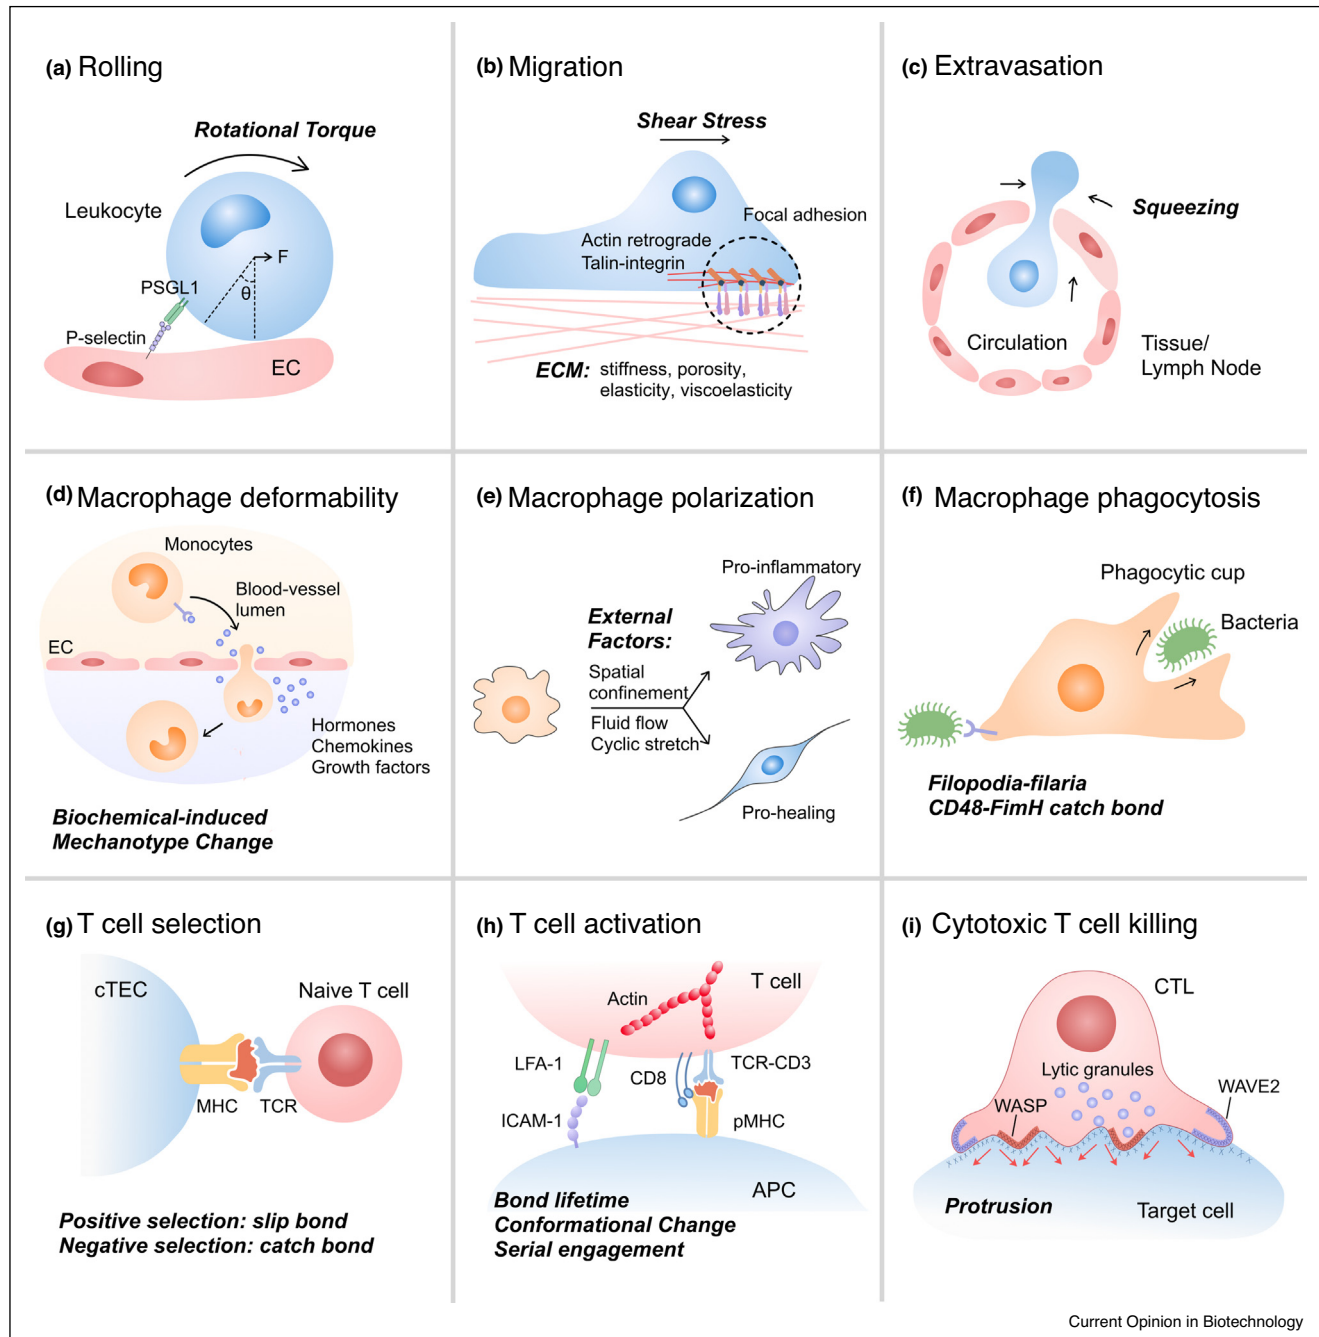 (a) Rolling
Rotational Torque
Leukocyte
F
θ
PSGL1
P-selectin
EC
(b) Migration
Shear Stress
Focal adhesion
Actin retrograde
Talin-integrin
ECM: stiffness, porosity,
elasticity, viscoelasticity
(c) Extravasation
Squeezing
Circulation
Tissue/
Lymph Node
(d) Macrophage deformability
Monocytes
Blood-vessel
lumen
EC
Hormones
Chemokines
Growth factors
Biochemical-induced
Mechanotype Change
(e) Macrophage polarization
Pro-inflammatory
External
Factors:
Spatial
confinement
Fluid flow
Cyclic stretch
Pro-healing
(f) Macrophage phagocytosis
Phagocytic cup
Bacteria
Filopodia-filaria
CD48-FimH catch bond
(g) T cell selection
cTEC
Naive T cell
MHC
TCR
Positive selection: slip bond
Negative selection: catch bond
(h) T cell activation
T cell
Actin
LFA-1
CD8
TCR-CD3
ICAM-1
pMHC
APC
Bond lifetime
Conformational Change
Serial engagement
(i) Cytotoxic T cell killing
CTL
Lytic granules
WAVE2
WASP
Protrusion
Target cell
Current Opinion in Biotechnology